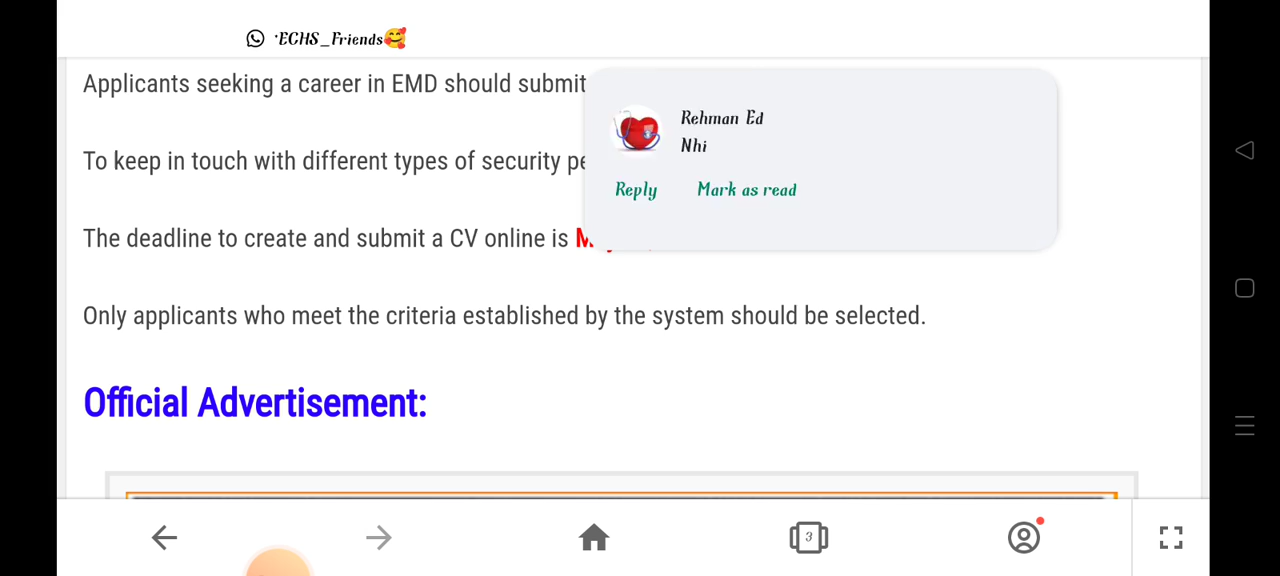 'ECHS_Friends🥰
Applicants seeking a career in EMD should submit
Rehman Ed
Nhi
To keep in touch with different types of security
Reply Mark as read
The deadline to create and submit a CV online is
Only applicants who meet the criteria established by the system should be selected.
Official Advertisement:
3